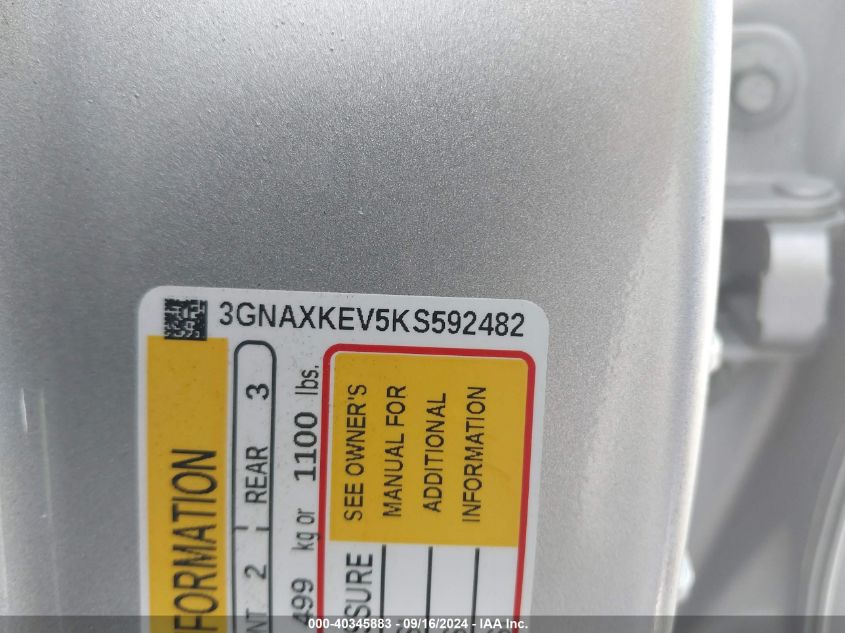 3GNAXKEV5KS592482
FORMATION
NT 2 REAR 3
499 kg or 1100 lbs.
SSURE
SEE OWNER'S
MANUAL FOR
ADDITIONAL
INFORMATION
000-40345883 - 09/16/2024 - IAA Inc.